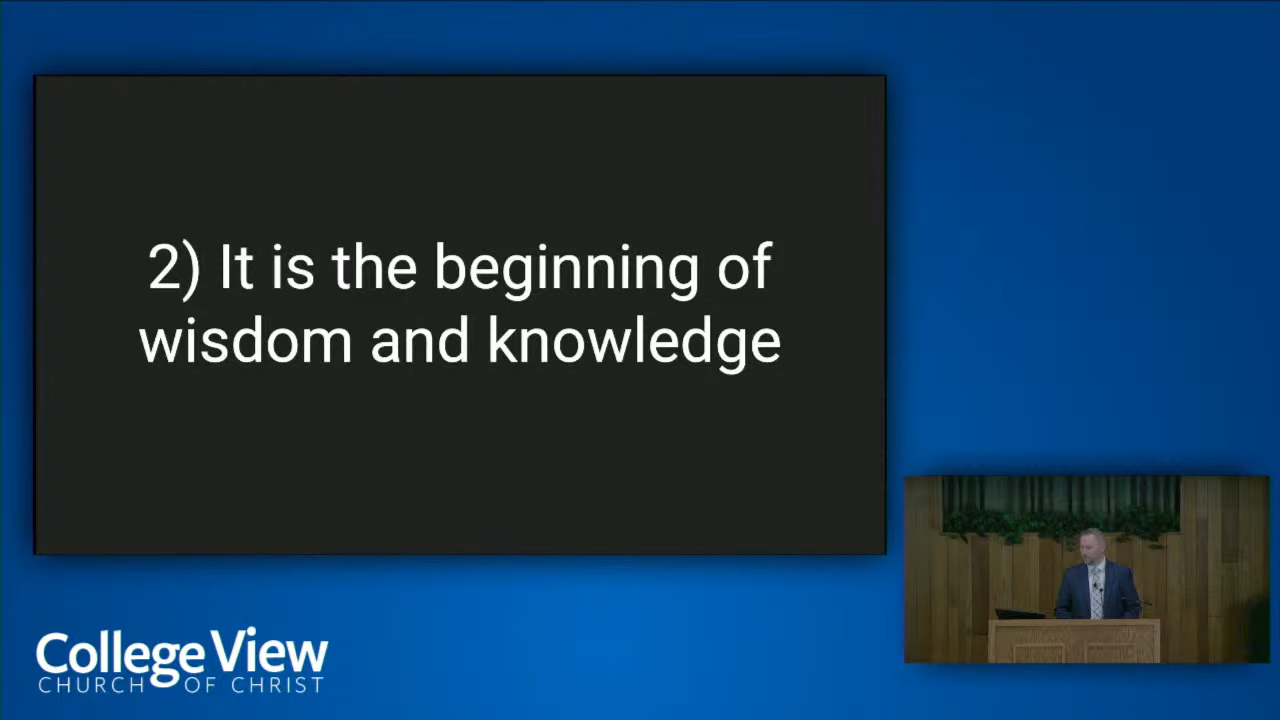 2) It is the beginning of
wisdom and knowledge
College View
CHURCH OF CHRIST